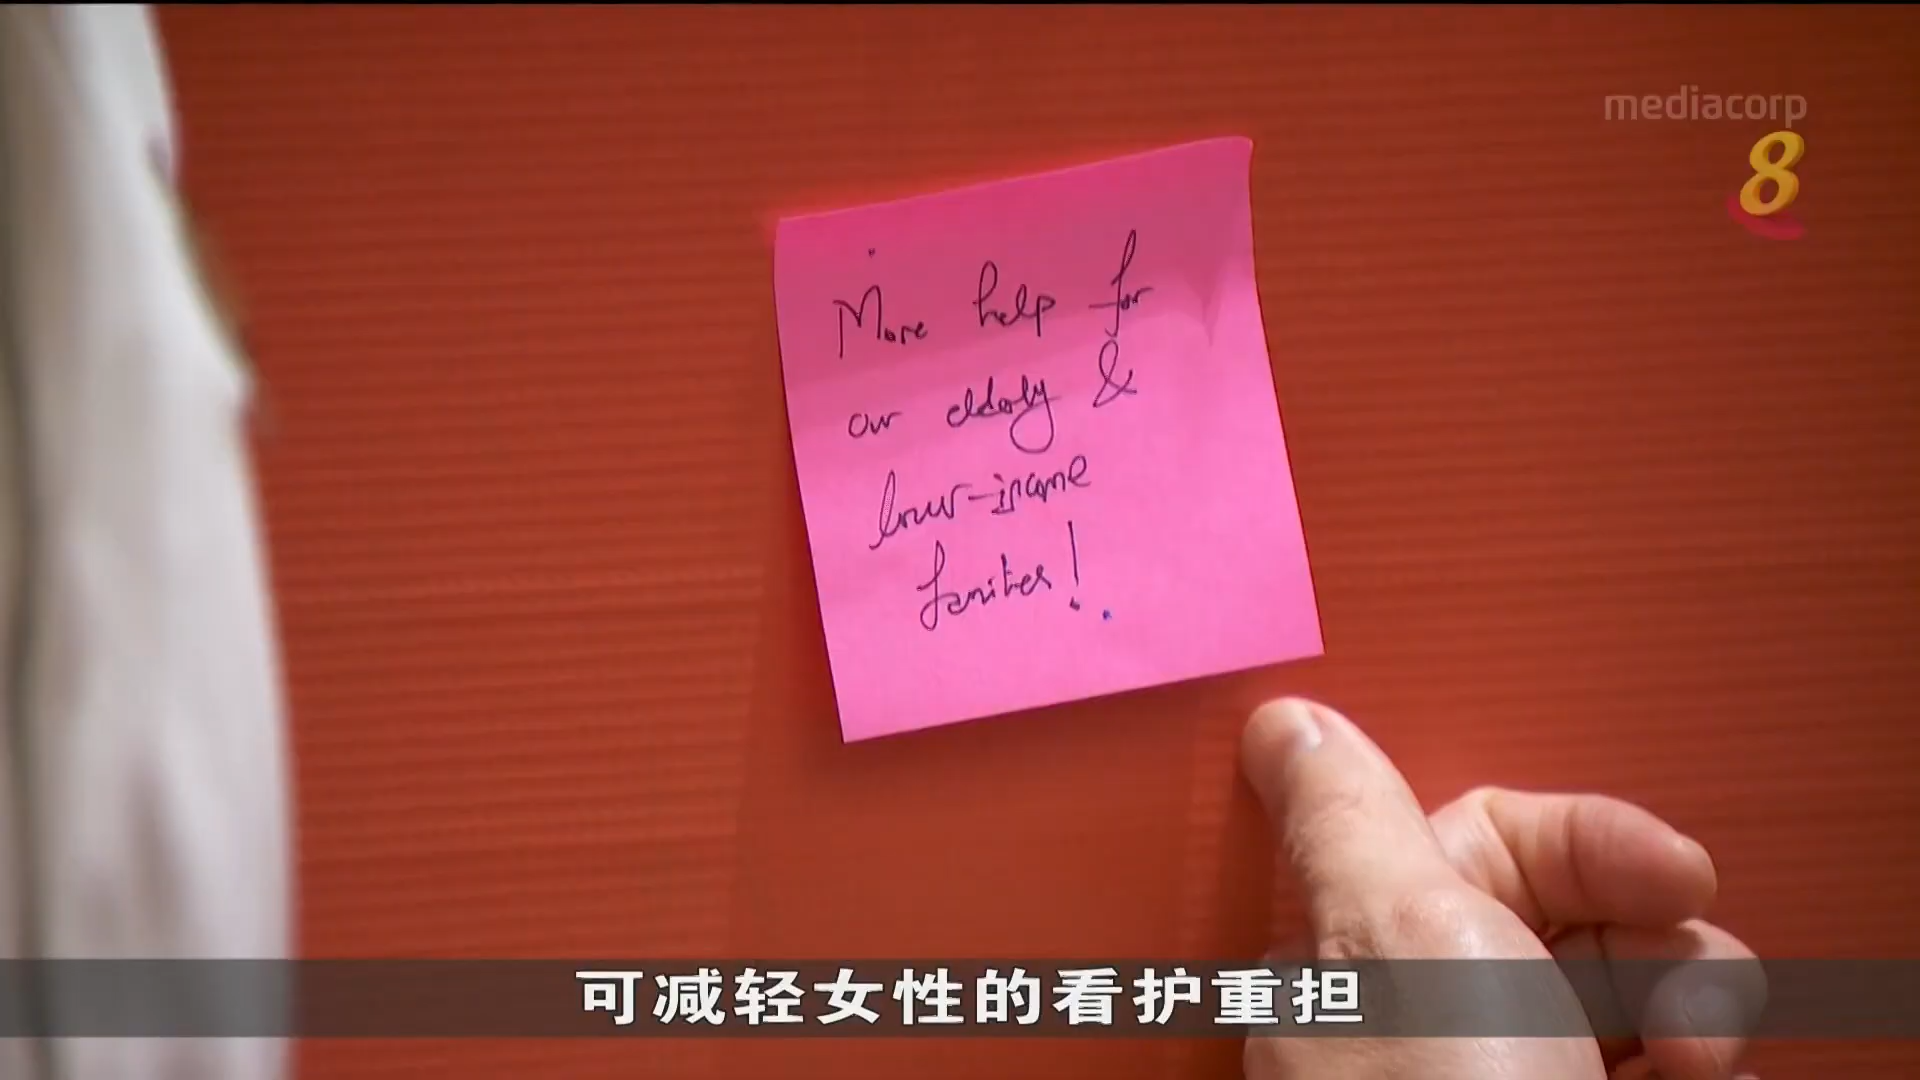 mediacorp
8
More help for
our elderly &
lower-income
families!
可减轻女性的看护重担